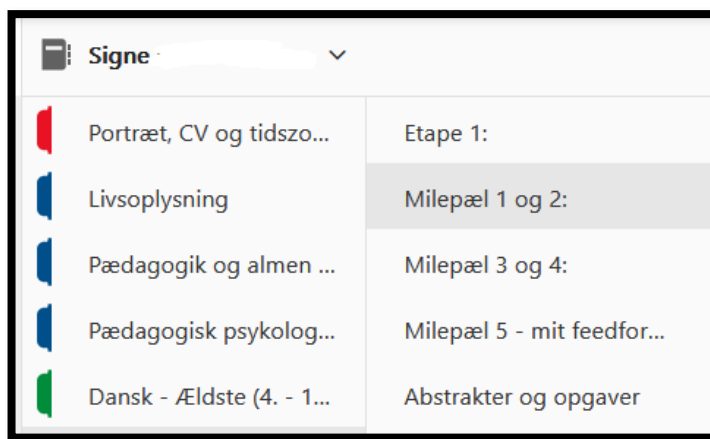 Signe
Portræt, CV og tidszo...
Livsoplysning
Pædagogik og almen ...
Pædagogisk psykolog...
Dansk - Ældste (4. - 1...
Etape 1:
Milepæl 1 og 2:
Milepæl 3 og 4:
Milepæl 5 - mit feedfor...
Abstrakter og opgaver